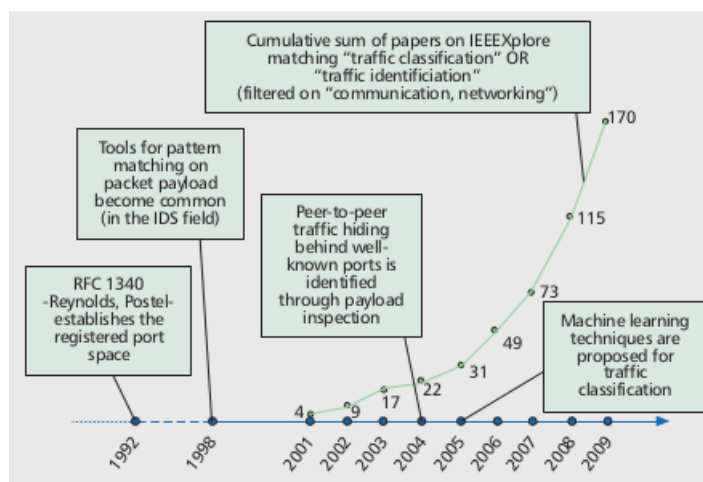 Cumulative sum of papers on IEEEXplore
matching “traffic classification” OR
“traffic identificiation“
(filtered on “communication, networking”)
170
Tools for pattern
matching on
packet payload
become common
(in the IDS field)
115
Peer-to-peer
traffic hiding
behind well-
known ports is
identified
through payload
inspection
RFC 1340
-Reynolds, Postel-
establishes the
registered port
space
73
49
Machine learning
techniques are
proposed for
traffic
classification
31
22
17
9
4
1992
1998
2001
2002
2003
2004
2005
2006
2007
2008
2009